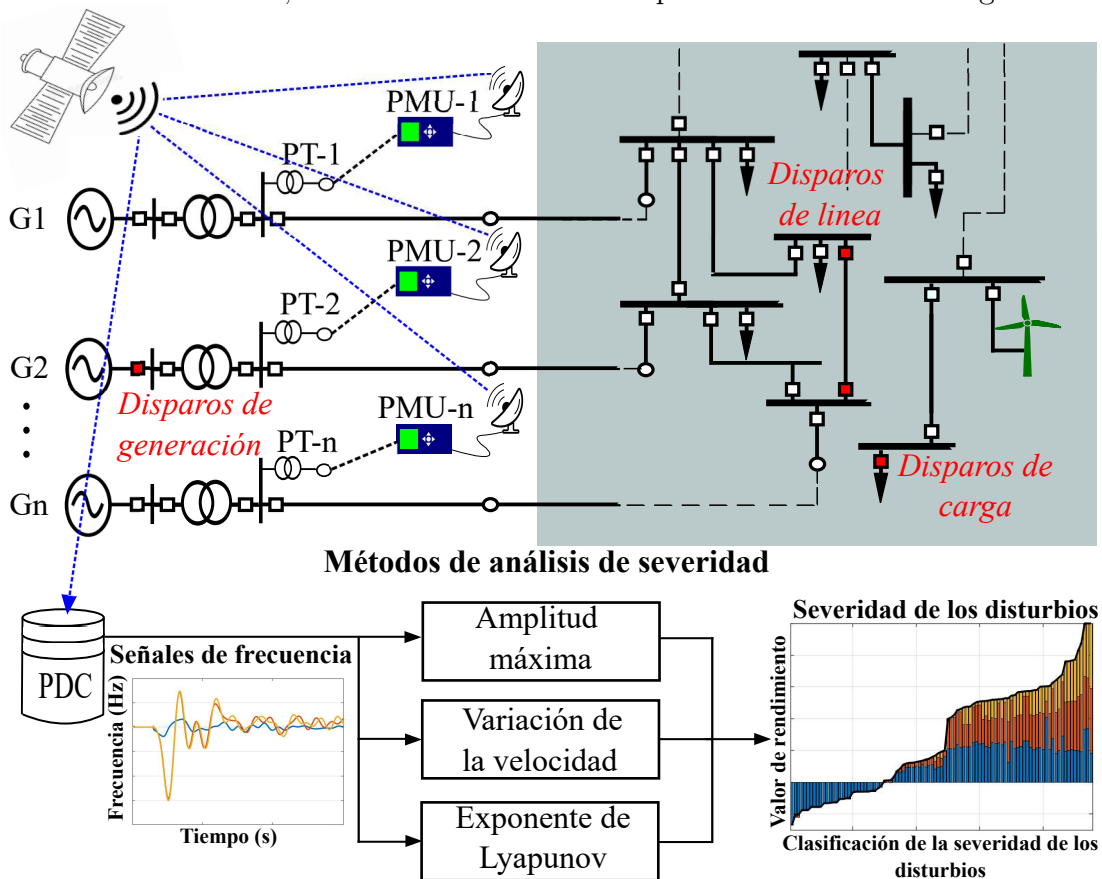 PMU-1
PT-1
G1
Disparos
de linea
PMU-2
PT-2
G2
Disparos de
generación
PMU-n
PT-n
Gn
Disparos de
carga
Métodos de análisis de severidad
PDC
Señales de frecuencia
Frecuencia (Hz)
Tiempo (s)
Amplitud
máxima
Variación de
la velocidad
Exponente de
Lyapunov
Severidad de los disturbios
Valor de rendimiento
Clasificación de la severidad de los
disturbios